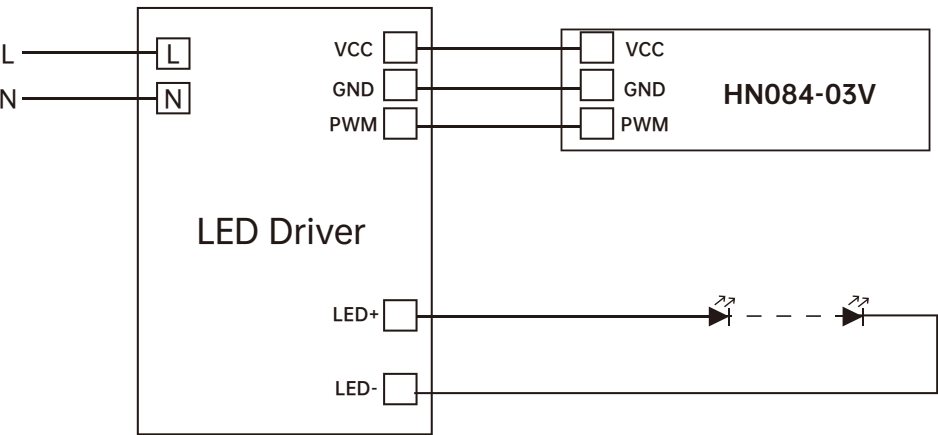 L
L
N
N
VCC
GND
PWM
VCC
GND
PWM
HN084-03V
LED Driver
LED+
LED-